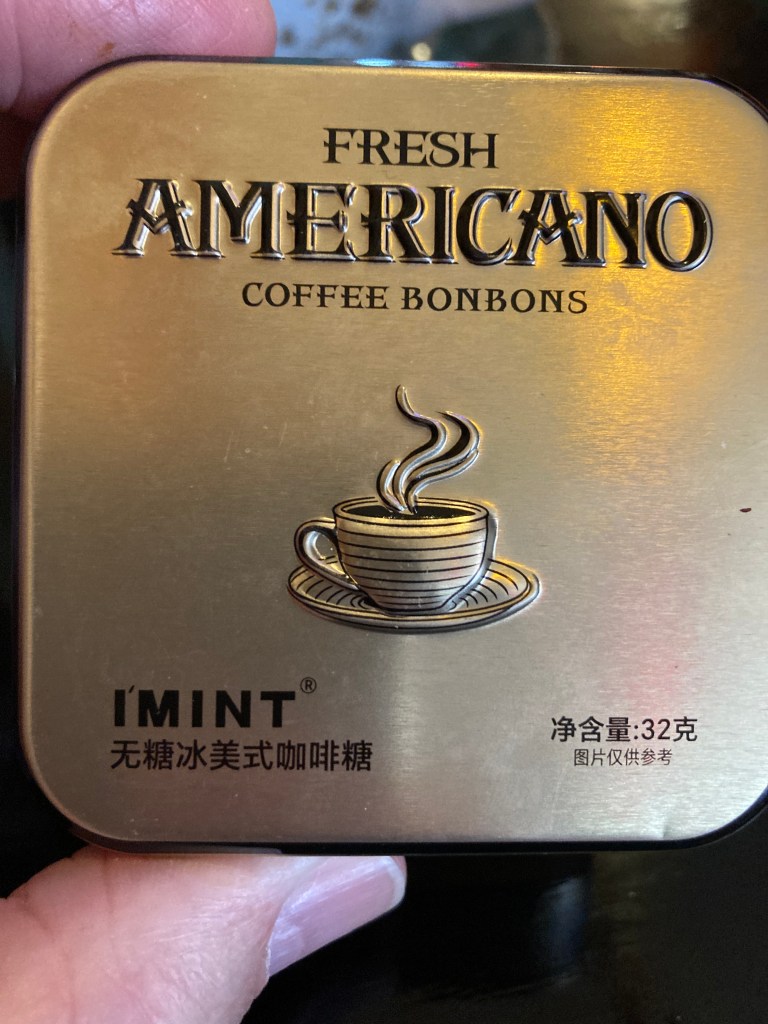 FRESH
AMERICANO
COFFEE BONBONS
I'MINT®
无糖冰美式咖啡糖
净含量:32克
图片仅供参考